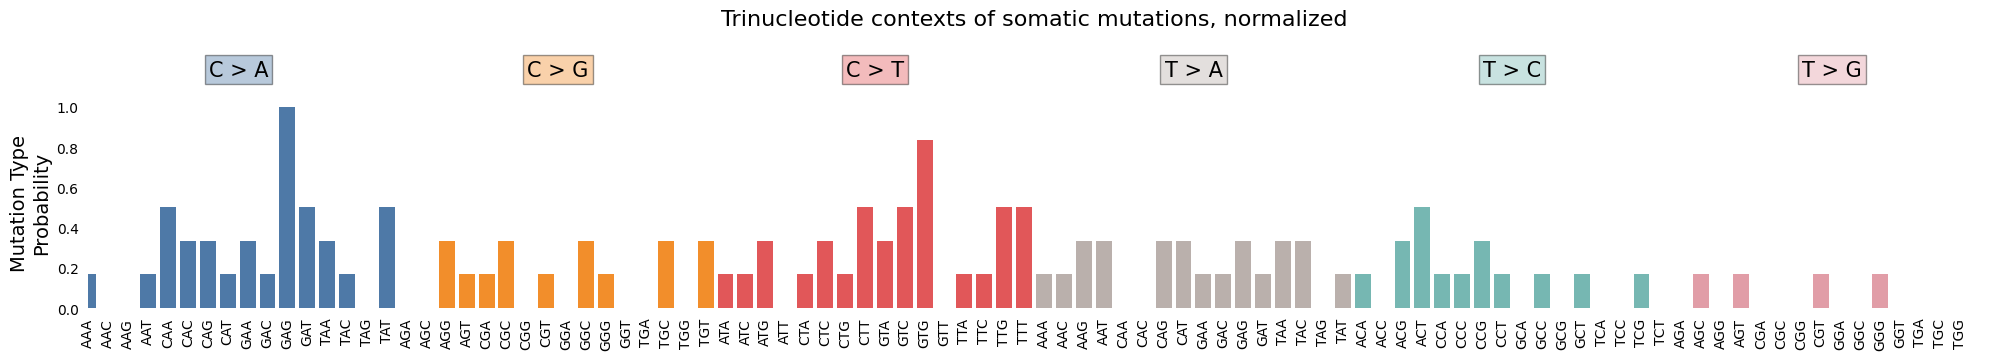 Trinucleotide contexts of somatic mutations, normalized
C > A C > G C > T T > A T > C T > G
Mutation Type
Probability
1.0
0.8
0.6
0.4
0.2
0.0
AAA AAC AAG AAT CAA CAC CAG CAT GAA GAC GAG GAT TAA TAC TAG TAT AGA AGC AGG AGT CGA CGC CGG CGT GGA GGC GGG GGT TGA TGC TGG TGT ATA ATC ATG ATT CTA CTC CTG CTT GTA GTC GTG GTT TTA TTC TTG TTT AAA AAC AAG AAT CAA CAC CAG CAT GAA GAC GAG GAT TAA TAC TAG TAT ACA ACC ACG ACT CCA CCC CCG CCT GCA GCC GCG GCT TCA TCC TCG TCT AGA AGC AGG AGT CGA CGC CGG CGT GGA GGC GGG GGT TGA TGC TGG